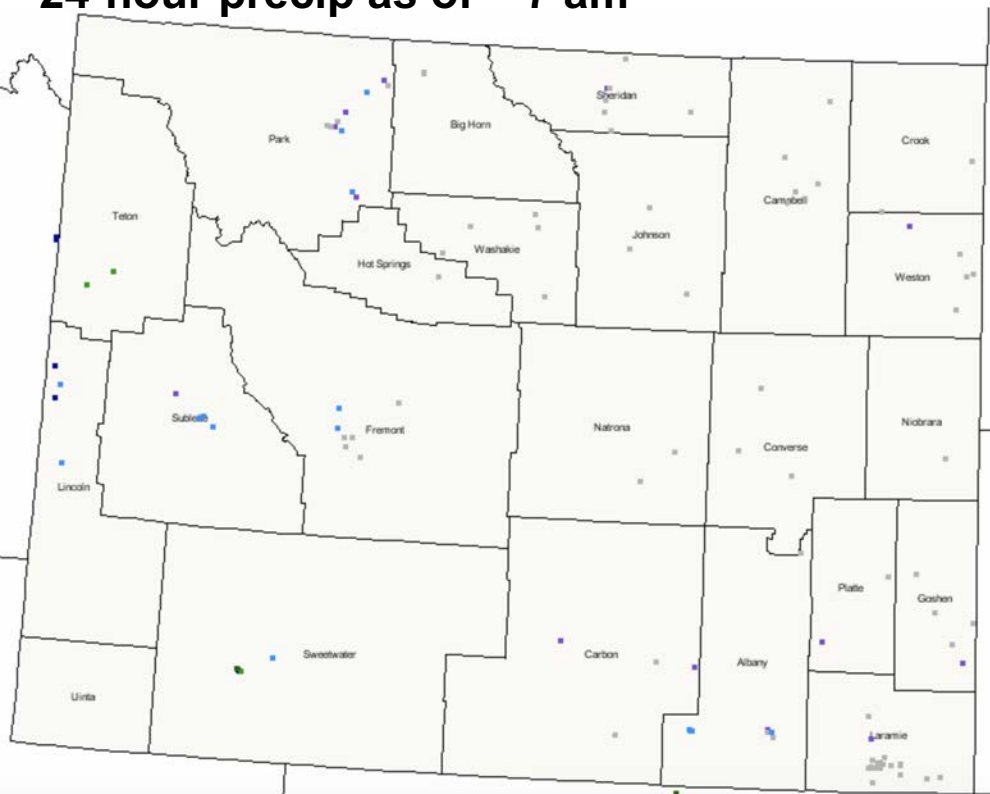 24-hour precip as of ~7 am
Sheridan
Big Horn
Park
Crook
Campbell
Teton
Johnson
Washakie
Hot Springs
Weston
Sublette
Fremont
Natrona
Niobrara
Converse
Lincoln
Platte
Goshen
Sweetwater
Carbon
Albany
Uinta
Laramie